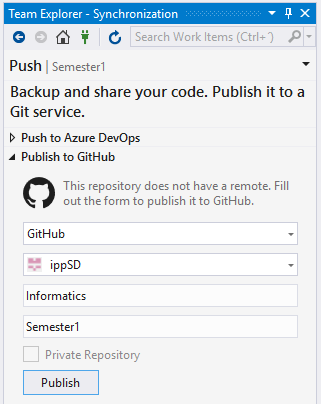 Team Explorer - Synchronization
Search Work Items (Ctrl+´)
Push | Semester1
Backup and share your code. Publish it to a
Git service.
Push to Azure DevOps
Publish to GitHub
This repository does not have a remote. Fill
out the form to publish it to GitHub.
GitHub
ippSD
Informatics
Semester1
Private Repository
Publish